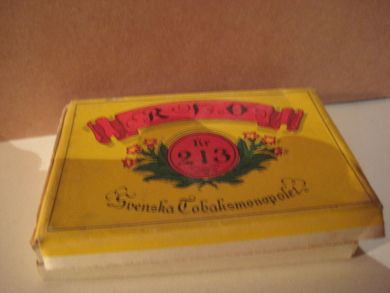 R F O
Nr
213
Svenska Tobaksmonopolet